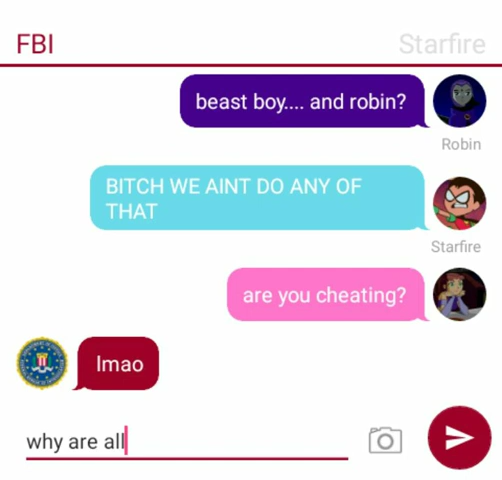 FBI
Starfire
beast boy.... and robin?
Robin
BITCH WE AINT DO ANY OF
THAT
Starfire
are you cheating?
lmao
why are all